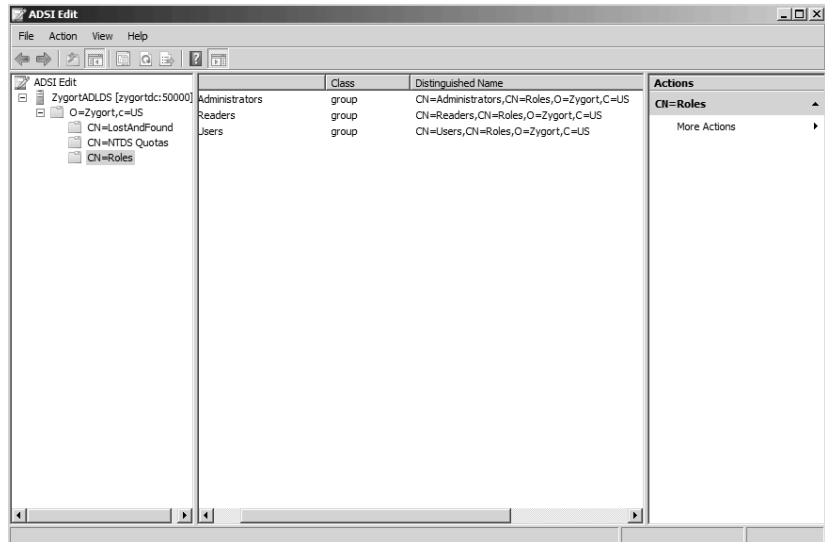 ADSI Edit
File Action View Help
ADSI Edit
ZygortADLDS [zygortdc:50000]
O=Zygort,c=US
CN=LostAndFound
CN=NTDS Quotas
CN=Roles
Class Distinguished Name
Administrators group CN=Administrators,CN=Roles,O=Zygort,C=US
Readers group CN=Readers,CN=Roles,O=Zygort,C=US
Users group CN=Users,CN=Roles,O=Zygort,C=US
Actions
CN=Roles
More Actions